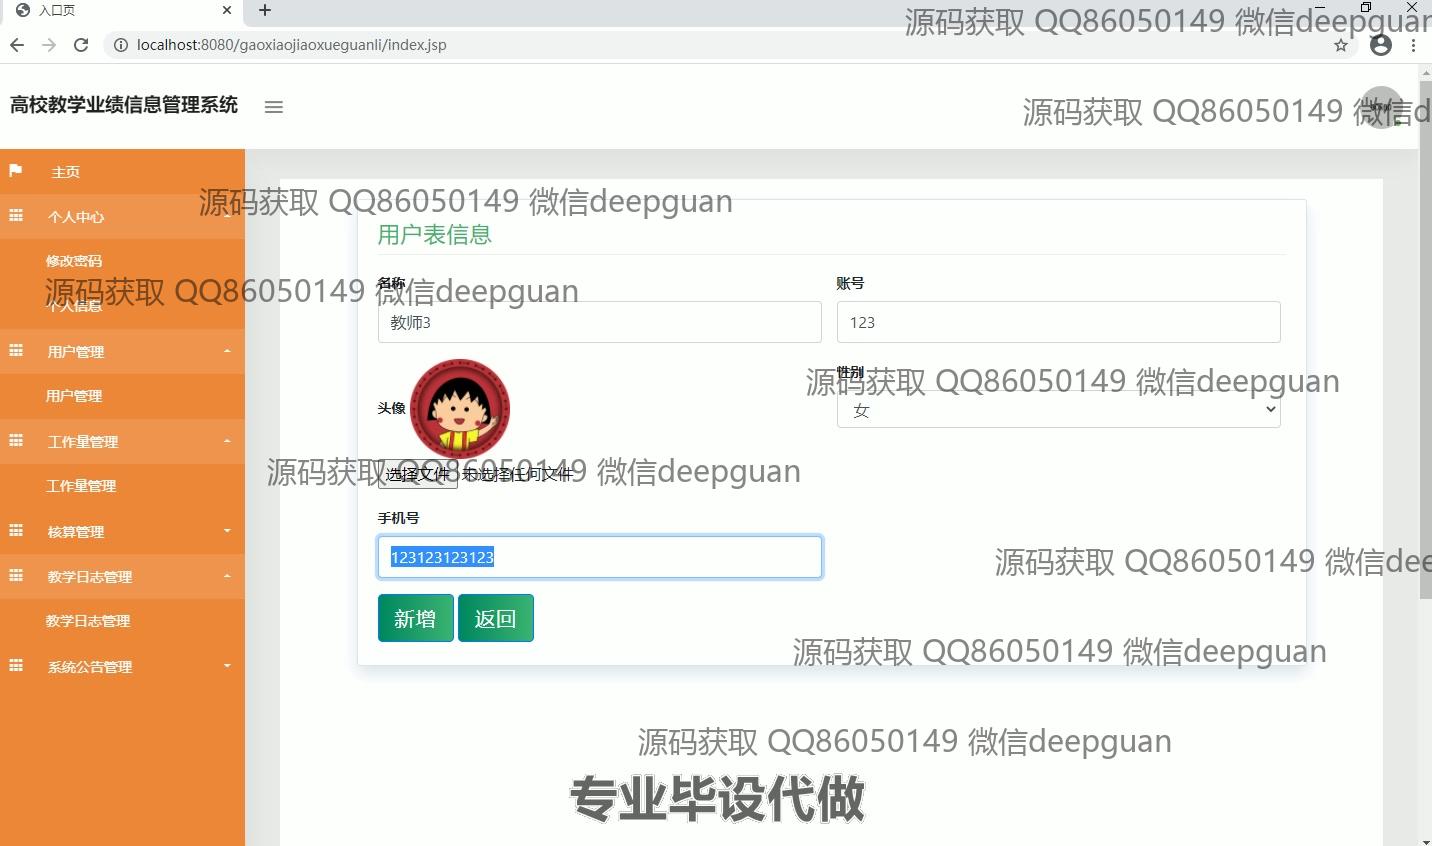 入口页
源码获取 QQ86050149 微信deepguan
localhost:8080/gaoxiaojiaoxueguanli/index.jsp
高校教学业绩信息管理系统
源码获取 QQ86050149 微信d
主页
源码获取 QQ86050149 微信deepguan
个人中心
用户表信息
修改密码
名称
账号
源码获取 QQ86050149 微信deepguan
个人信息
教师3
123
用户管理
性别
源码获取 QQ86050149 微信deepguan
用户管理
头像
女
工作量管理
选择文件 未选择任何文件
源码获取 QQ86050149 微信deepguan
工作量管理
手机号
核算管理
123123123123
源码获取 QQ86050149 微信dee
教学日志管理
新增 返回
教学日志管理
源码获取 QQ86050149 微信deepguan
系统公告管理
源码获取 QQ86050149 微信deepguan
专业毕设代做